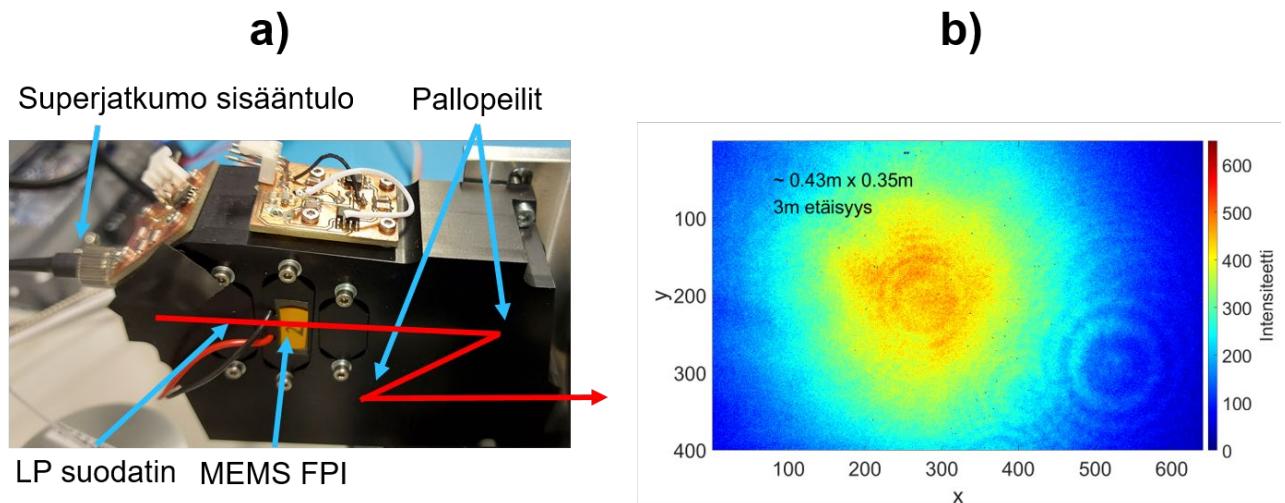 a)
b)
Superjatkumo sisääntulo
Pallopeilit
LP suodatin
MEMS FPI
~ 0.43m x 0.35m
3m etäisyys
y
100
200
300
400
100
200
300
400
500
600
x
600
500
400
300
200
100
0
Intensiteetti